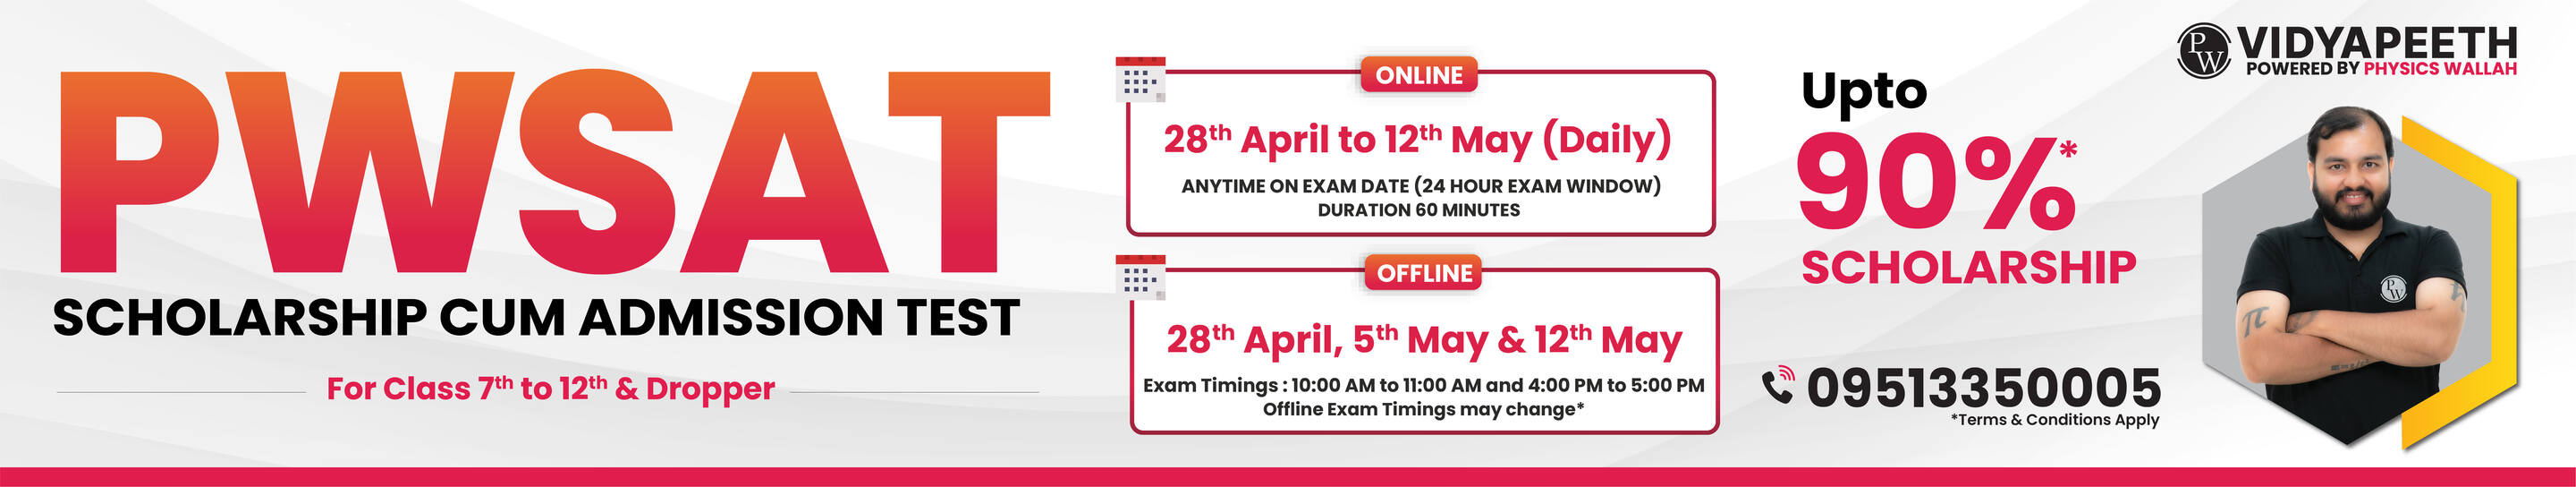 PWSAT
SCHOLARSHIP CUM ADMISSION TEST
For Class 7th to 12th & Dropper
ONLINE
28th April to 12th May (Daily)
ANYTIME ON EXAM DATE (24 HOUR EXAM WINDOW)
DURATION 60 MINUTES
OFFLINE
28th April, 5th May & 12th May
Exam Timings : 10:00 AM to 11:00 AM and 4:00 PM to 5:00 PM
Offline Exam Timings may change*
Upto
90%*
SCHOLARSHIP
09513350005
*Terms & Conditions Apply
PW
VIDYAPEETH
POWERED BY PHYSICS WALLAH
PW
π